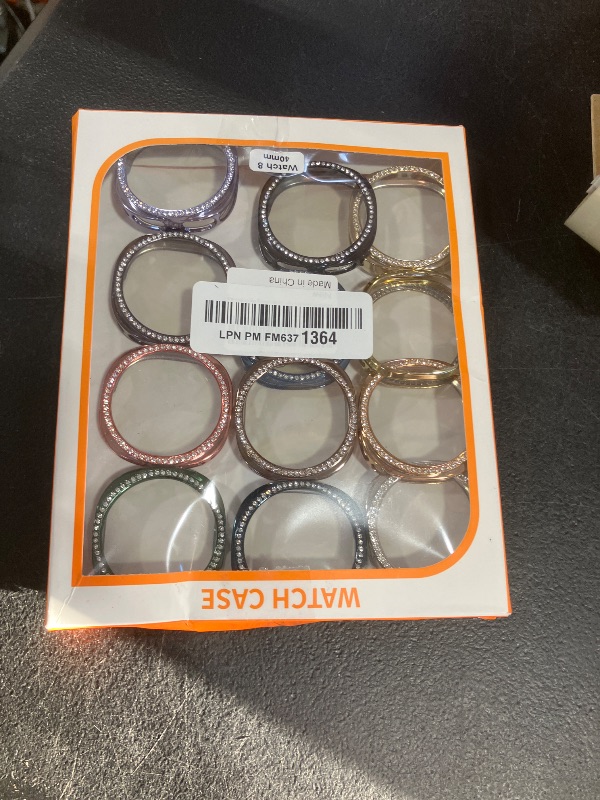 Watch 8
40mm
Made in China
LPN PM FM637 1364
WATCH CASE